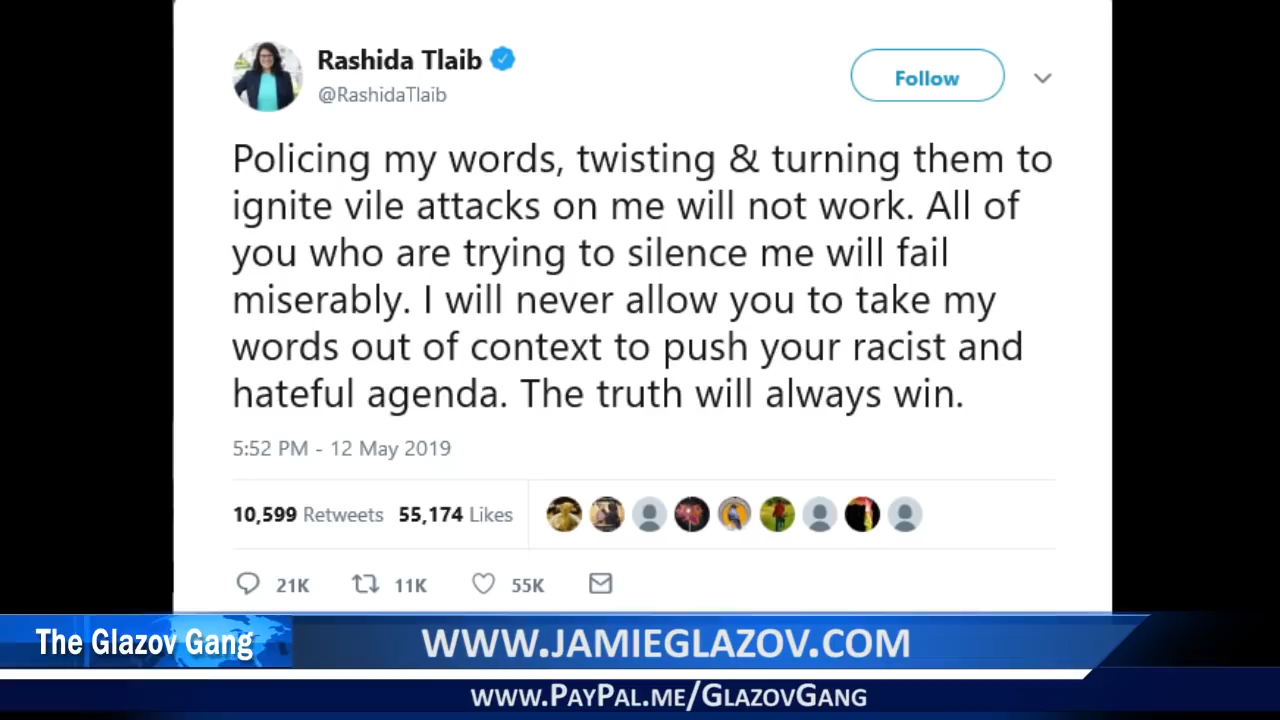 Rashida Tlaib
@RashidaTlaib
Follow
Policing my words, twisting & turning them to
ignite vile attacks on me will not work. All of
you who are trying to silence me will fail
miserably. I will never allow you to take my
words out of context to push your racist and
hateful agenda. The truth will always win.
5:52 PM - 12 May 2019
10,599 Retweets 55,174 Likes
21K 11K 55K
The Glazov Gang
WWW.JAMIEGLAZOV.COM
WWW.PAYPAL.ME/GLAZOVGANG